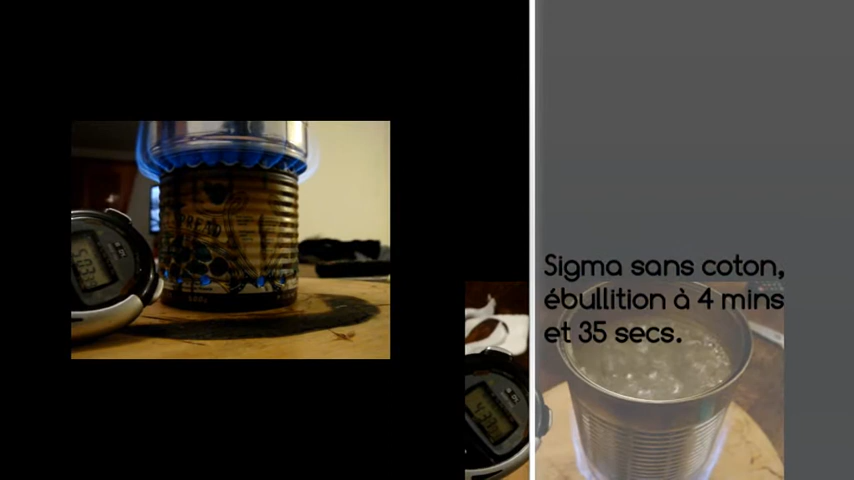 Sigma sans coton,
ébullition à 4 mins
et 35 secs.